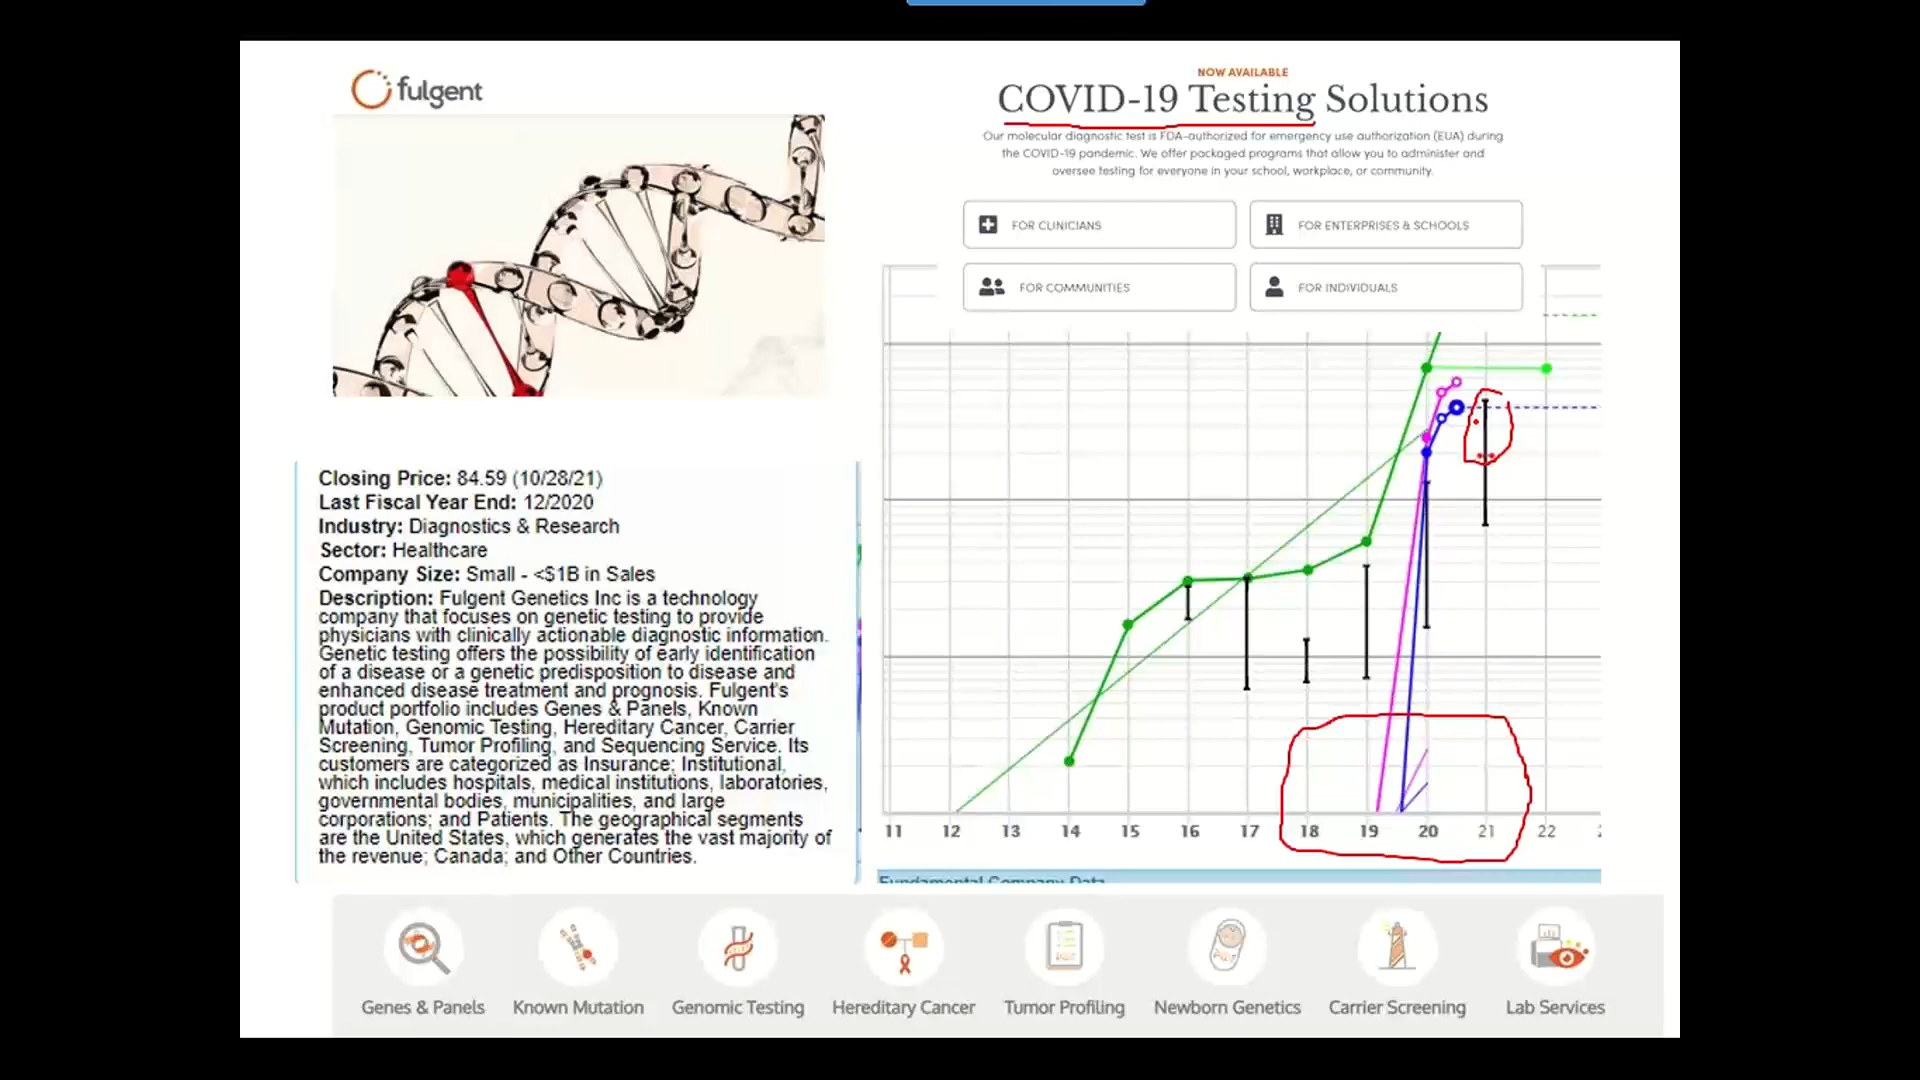 fulgent
NOW AVAILABLE
COVID-19 Testing Solutions
Our molecular diagnostic test is FDA-authorized for emergency use authorization (EUA) during
the COVID-19 pandemic. We offer packaged programs that allow you to administer and
oversee testing for everyone in your school, workplace, or community.
FOR CLINICIANS
FOR ENTERPRISES & SCHOOLS
FOR COMMUNITIES
FOR INDIVIDUALS
Closing Price: 84.59 (10/28/21)
Last Fiscal Year End: 12/2020
Industry: Diagnostics & Research
Sector: Healthcare
Company Size: Small - <$1B in Sales
Description: Fulgent Genetics Inc is a technology
company that focuses on genetic testing to provide
physicians with clinically actionable diagnostic information.
Genetic testing offers the possibility of early identification
of a disease or a genetic predisposition to disease and
enhanced disease treatment and prognosis. Fulgent's
product portfolio includes Genes & Panels, Known
Mutation, Genomic Testing, Hereditary Cancer, Carrier
Screening, Tumor Profiling, and Sequencing Service. Its
customers are categorized as Insurance; Institutional,
which includes hospitals, medical institutions, laboratories,
governmental bodies, municipalities, and large
corporations; and Patients. The geographical segments
are the United States, which generates the vast majority of
the revenue; Canada; and Other Countries.
11 12 13 14 15 16 17 18 19 20 21 22
Fundamental Company Data
Genes & Panels
Known Mutation
Genomic Testing
Hereditary Cancer
Tumor Profiling
Newborn Genetics
Carrier Screening
Lab Services